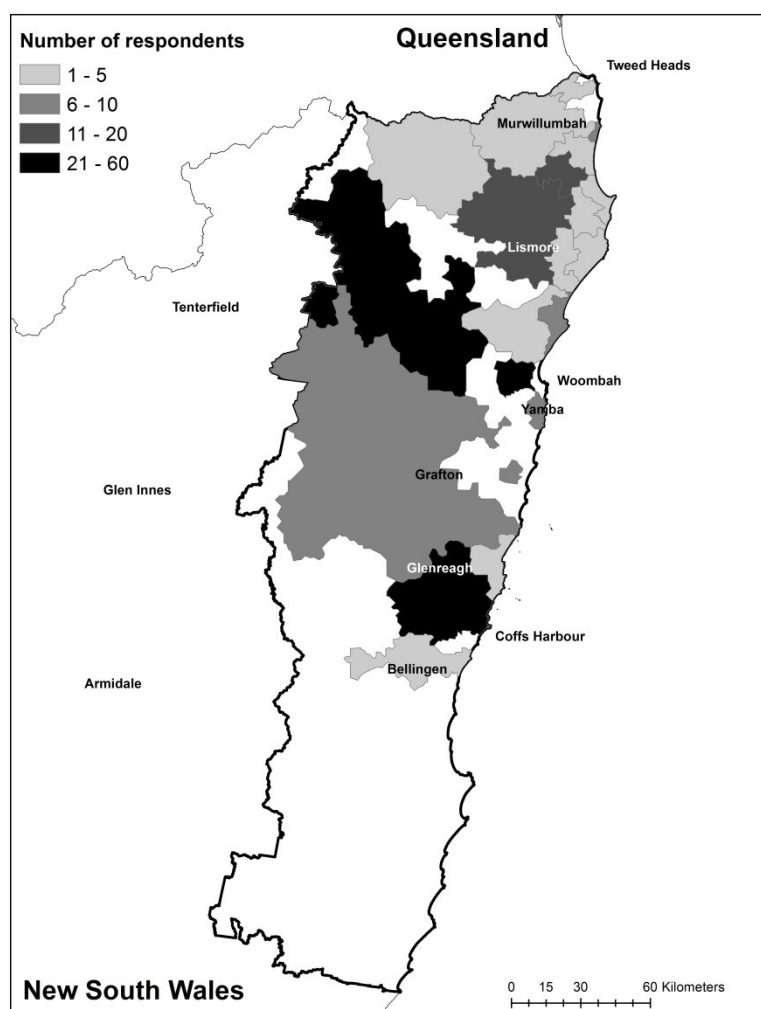 Queensland
Number of respondents
1 - 5
6 - 10
11 - 20
21 - 60
Tweed Heads
Murwillumbah
Lismore
Tenterfield
Woombah
Yamba
Grafton
Glen Innes
Glenreagh
Coffs Harbour
Bellingen
Armidale
New South Wales
0 15 30 60 Kilometers